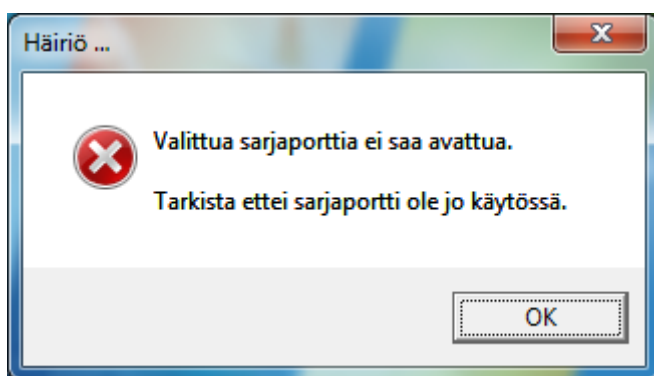 Häiriö ...
Valittua sarjaporttia ei saa avattua.
Tarkista ettei sarjaportti ole jo käytössä.
OK